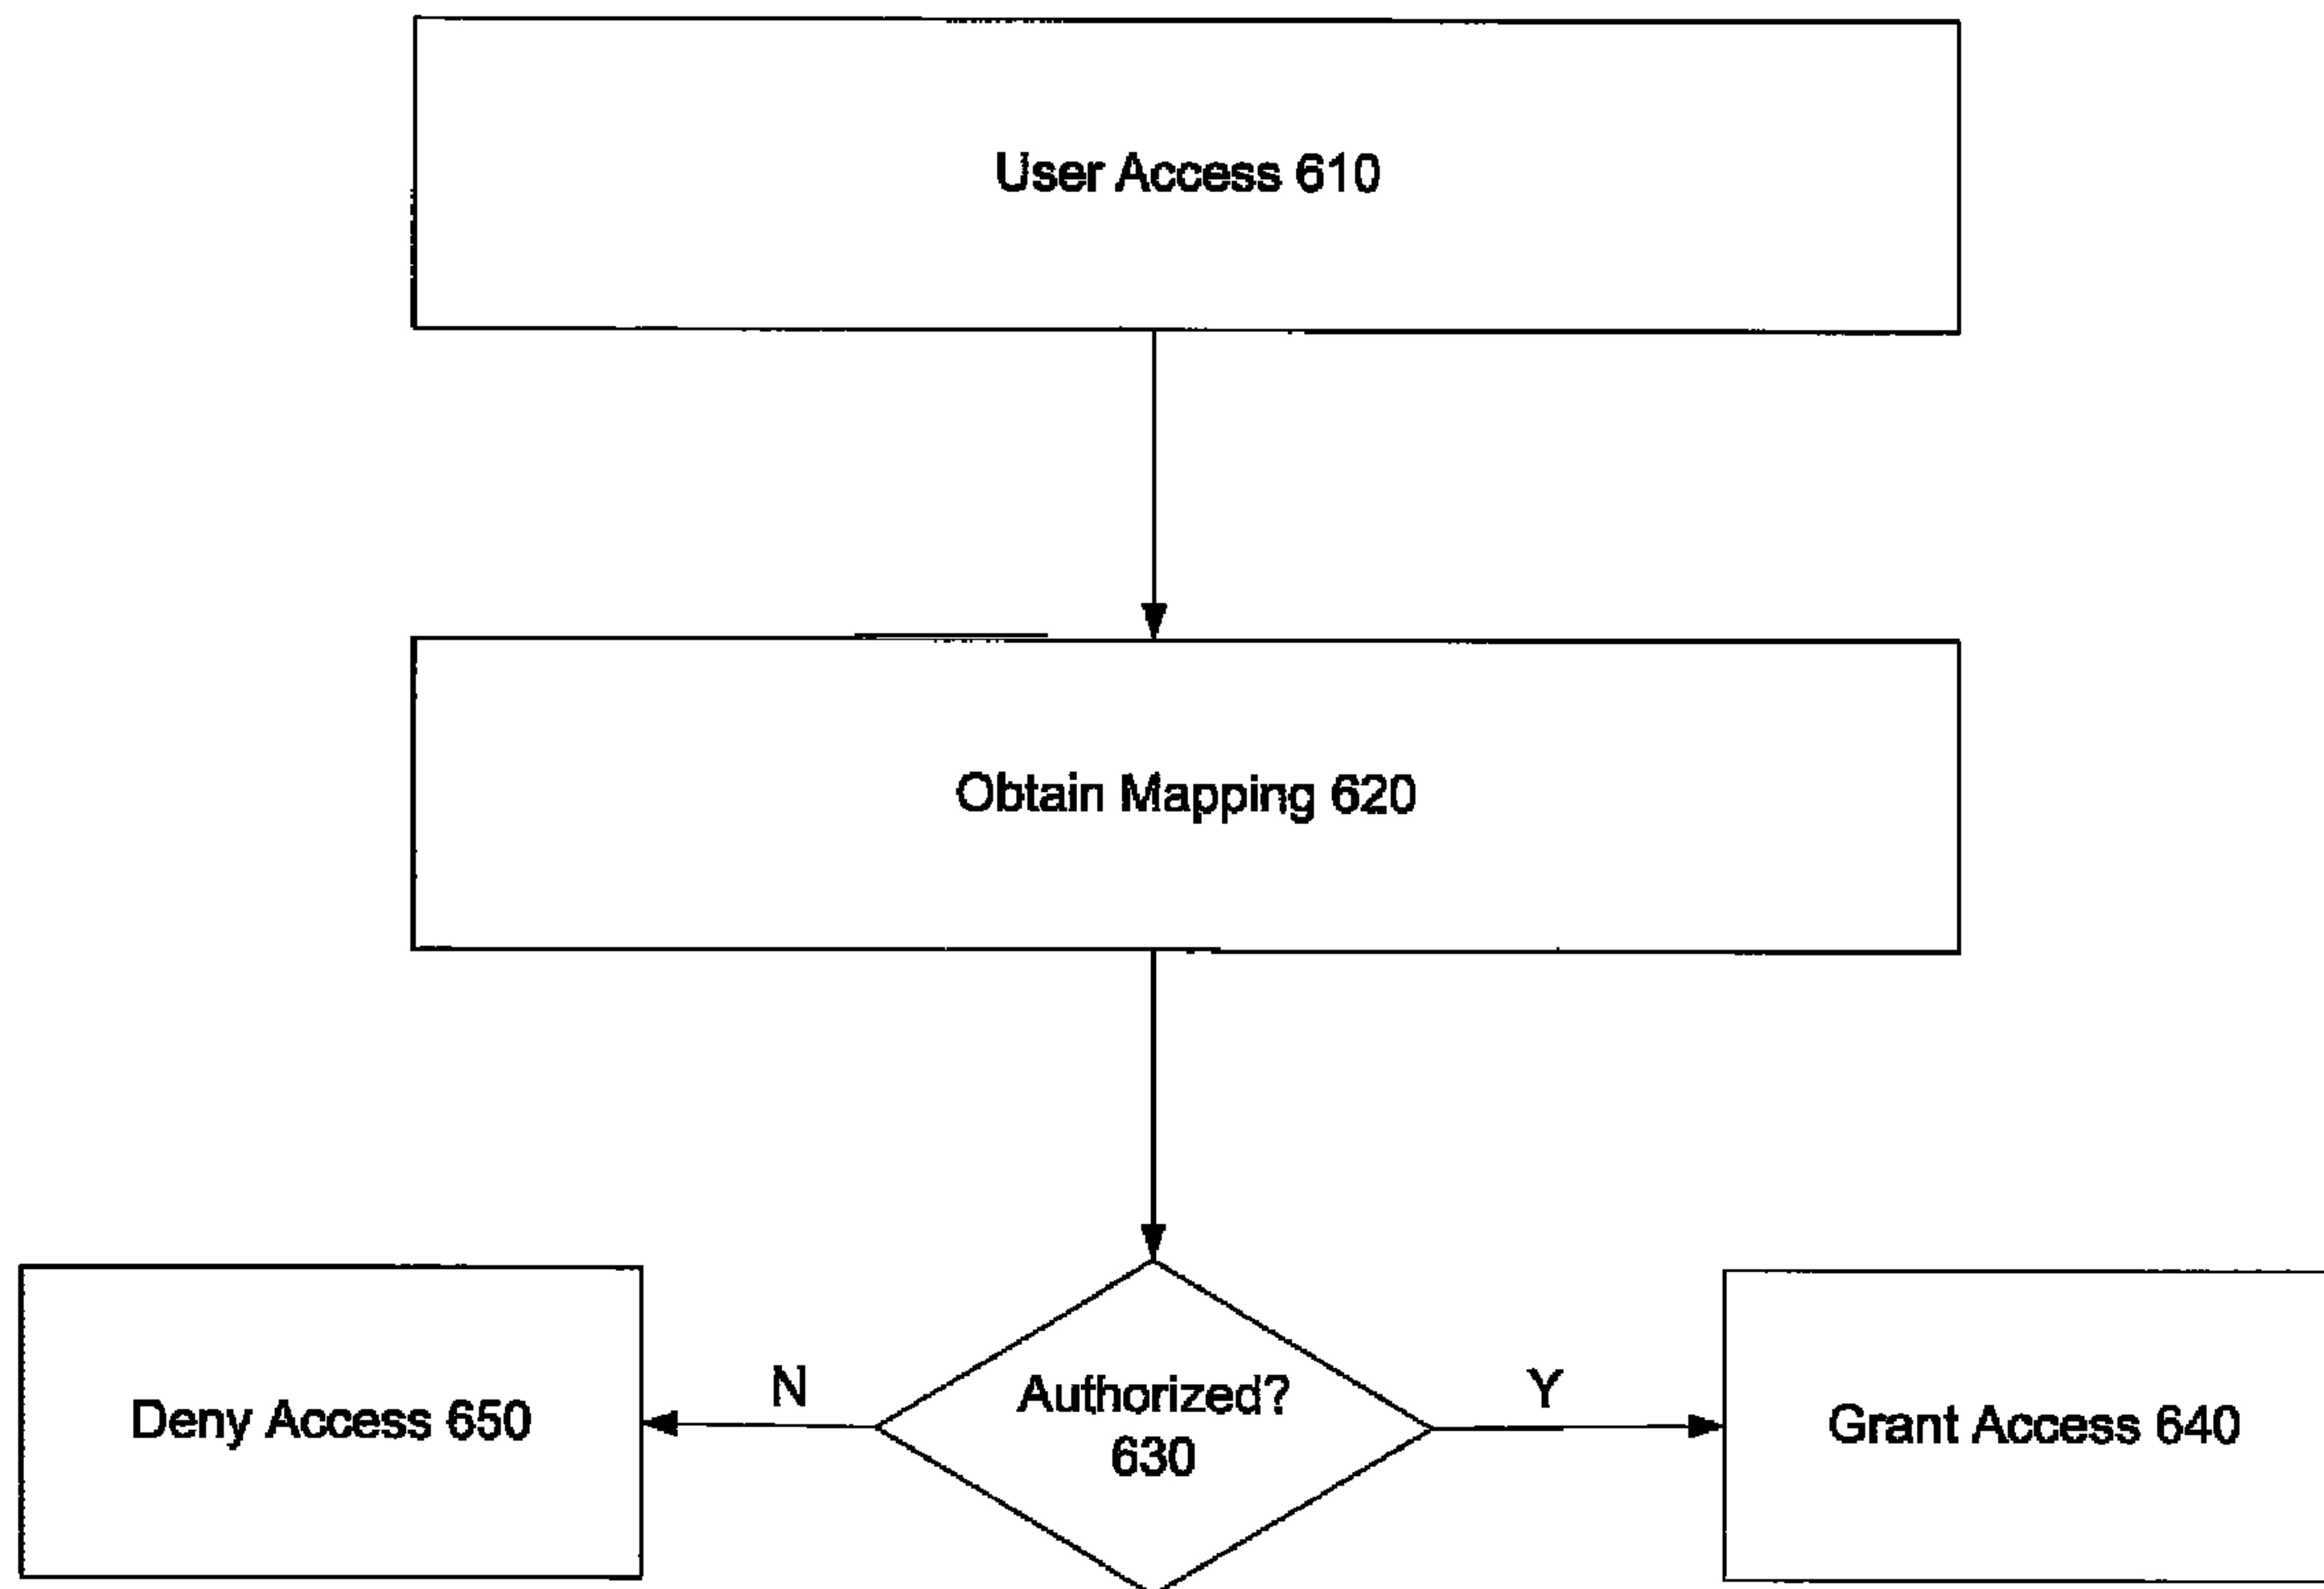 User Access 610
Obtain Mapping 620
Deny Access 650
N
Authorized?
630
Y
Grant Access 640